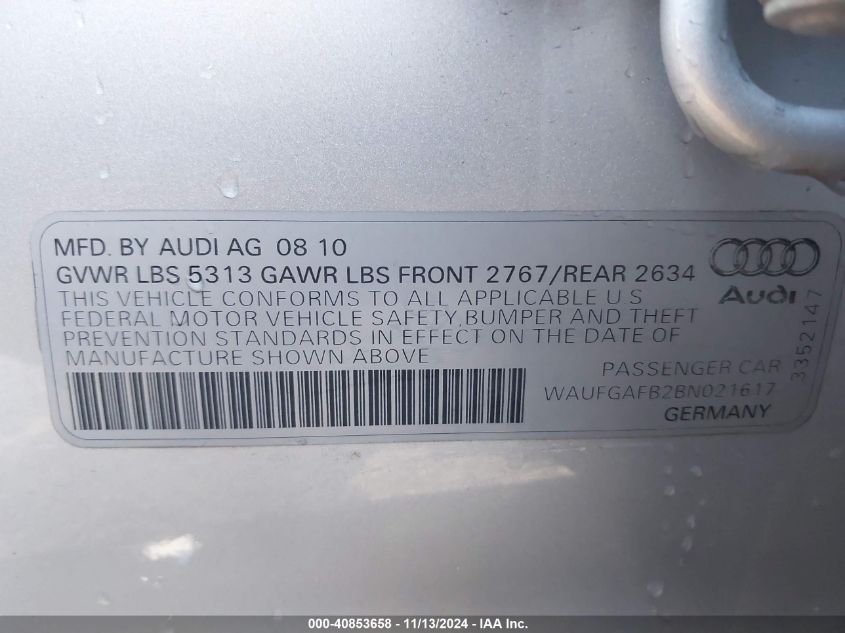 MFD. BY AUDI AG 08 10
GVWR LBS 5313 GAWR LBS FRONT 2767/REAR 2634
THIS VEHICLE CONFORMS TO ALL APPLICABLE U S
FEDERAL MOTOR VEHICLE SAFETY,BUMPER AND THEFT
PREVENTION STANDARDS IN EFFECT ON THE DATE OF
MANUFACTURE SHOWN ABOVE
Audi
PASSENGER CAR
WAUFGAFB2BN021617
GERMANY
3352147
000-40853658 - 11/13/2024 - IAA Inc.